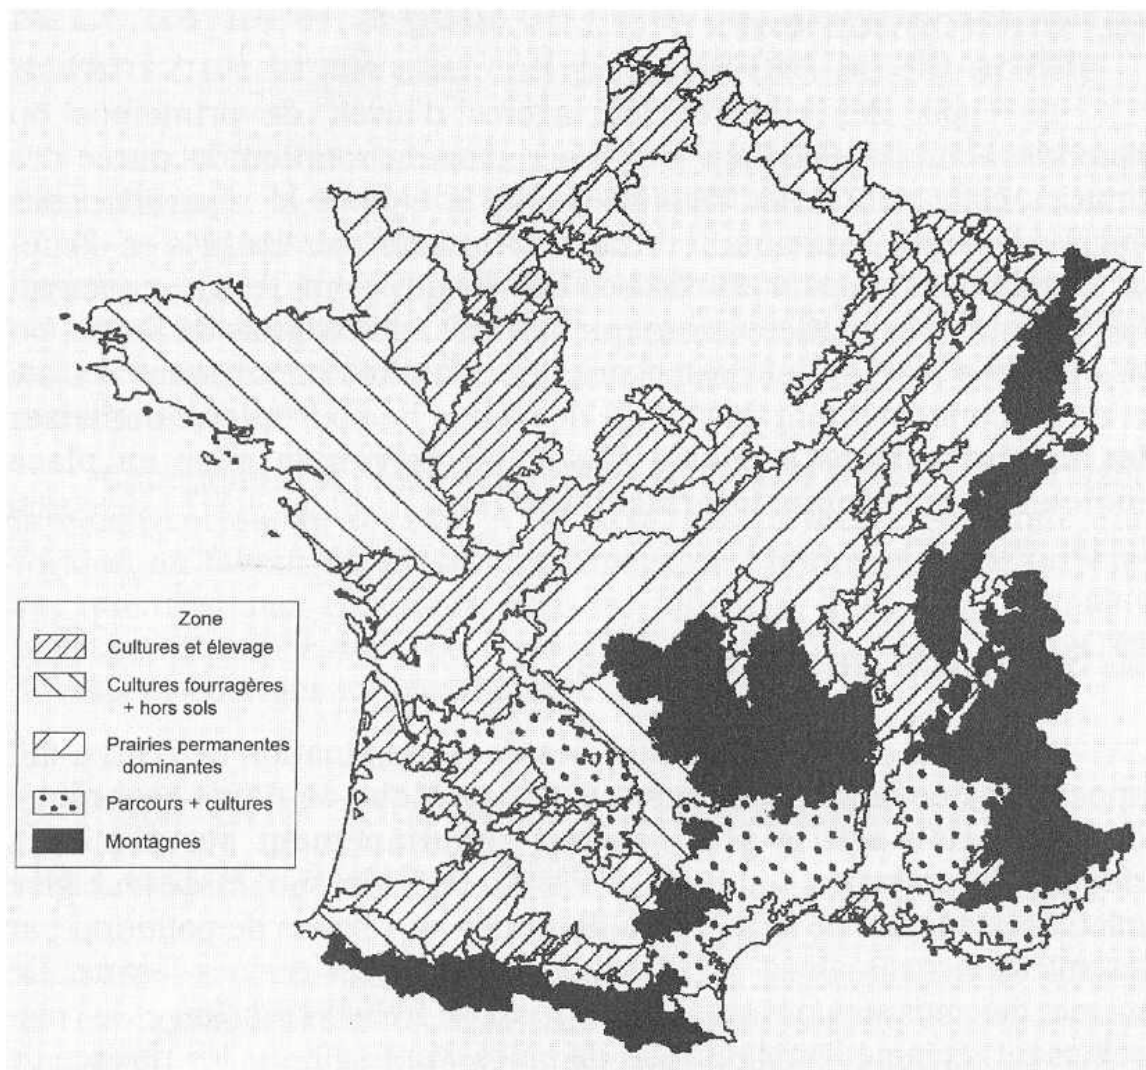 Zone
Cultures et élevage
Cultures fourragères
+ hors sols
Prairies permanentes
dominantes
Parcours + cultures
Montagnes